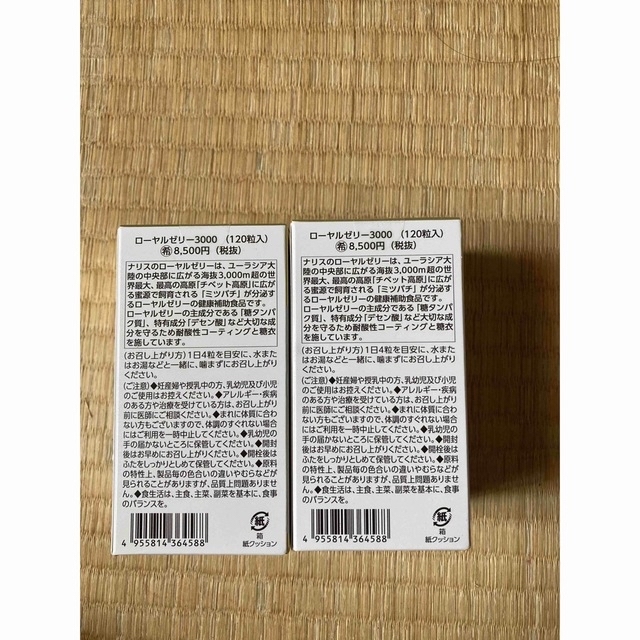 ローヤルゼリー3000 (120粒入)
㊒8,500円(税抜)
ナリスのローヤルゼリーは、ユーラシア大
陸の中央部に広がる海抜3,000m超の世
界最大、最高の高原「チベット高原」に広が
る蜜源で飼育される「ミツバチ」が分泌す
るローヤルゼリーの健康補助食品です。
ローヤルゼリーの主成分である「糖タンパ
ク質」、特有成分「デセン酸」など大切な成
分を守るため耐酸性コーティングと糖衣
を施しています。
(お召し上がり方)1日4粒を目安に、水また
はお湯などと一緒に、噛まずにお召し上がり
ください。
(ご注意)◆妊産婦や授乳中の方、乳幼児及び小児
のご使用はお控えください。◆アレルギー・疾病
のある方や治療を受けている方は、お召し上がり
前に医師にご相談ください。◆まれに体質に合わ
ない方もございますので、体調のすぐれない場合
にはご利用を一時中止してください。◆乳幼児の
手の届かないところに保管してください。◆開封
後はお早めにお召し上がりください。◆開栓後は
ふたをしっかりとしめて保管してください。◆原料
の特性上、製品毎の色合いの違いやむらなどが
見られることがありますが、品質上問題ありませ
ん。◆食生活は、主食、主菜、副菜を基本に、食事
のバランスを。
4 955814 364588
紙
箱
紙クッション
ローヤルゼリー3000 (120粒入)
㊒8,500円(税抜)
ナリスのローヤルゼリーは、ユーラシア大
陸の中央部に広がる海抜3,000m超の世
界最大、最高の高原「チベット高原」に広が
る蜜源で飼育される「ミツバチ」が分泌す
るローヤルゼリーの健康補助食品です。
ローヤルゼリーの主成分である「糖タンパ
ク質」、特有成分「デセン酸」など大切な成
分を守るため耐酸性コーティングと糖衣
を施しています。
(お召し上がり方)1日4粒を目安に、水また
はお湯などと一緒に、噛まずにお召し上がり
ください。
(ご注意)◆妊産婦や授乳中の方、乳幼児及び小児
のご使用はお控えください。◆アレルギー・疾病
のある方や治療を受けている方は、お召し上がり
前に医師にご相談ください。◆まれに体質に合わ
ない方もございますので、体調のすぐれない場合
にはご利用を一時中止してください。◆乳幼児の
手の届かないところに保管してください。◆開封
後はお早めにお召し上がりください。◆開栓後は
ふたをしっかりとしめて保管してください。◆原料
の特性上、製品毎の色合いの違いやむらなどが
見られることがありますが、品質上問題ありませ
ん。◆食生活は、主食、主菜、副菜を基本に、食事
のバランスを。
4 955814 364588
紙
箱
紙クッション